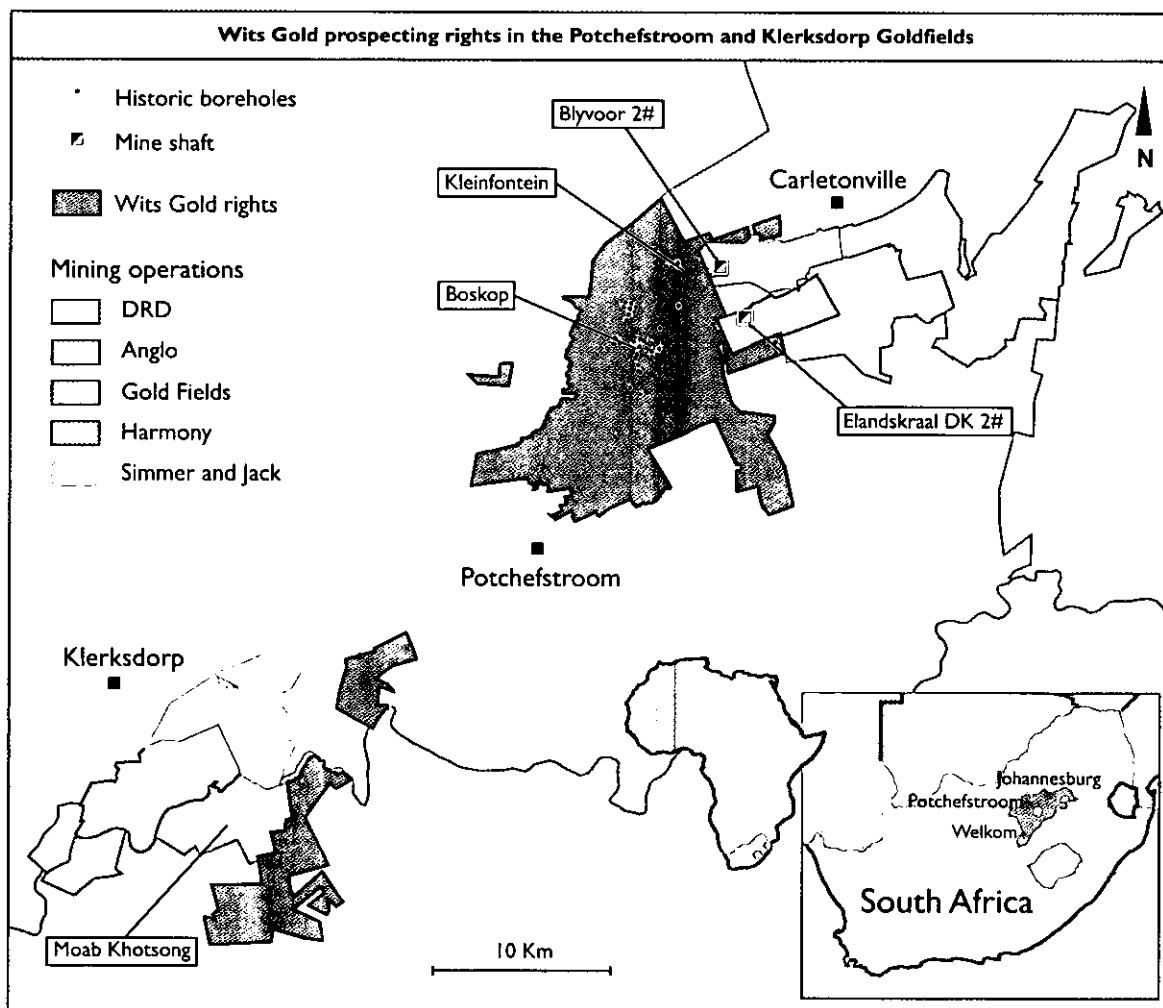 Wits Gold prospecting rights in the Potchefstroom and Klerksdorp Goldfields
Historic boreholes
Mine shaft
Wits Gold rights
Mining operations
DRD
Anglo
Gold Fields
Harmony
Simmer and Jack
Blyvoor 2#
Kleinfontein
Carletonville
N
Boskop
Elandskraal DK 2#
Potchefstroom
Klerksdorp
Moab Khotsong
10 Km
Johannesburg
Potchefstroom
Welkom
South Africa